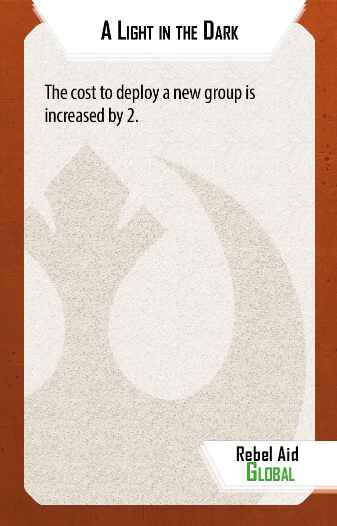 A Light in the Dark
The cost to deploy a new group is
increased by 2.
Rebel Aid
Global